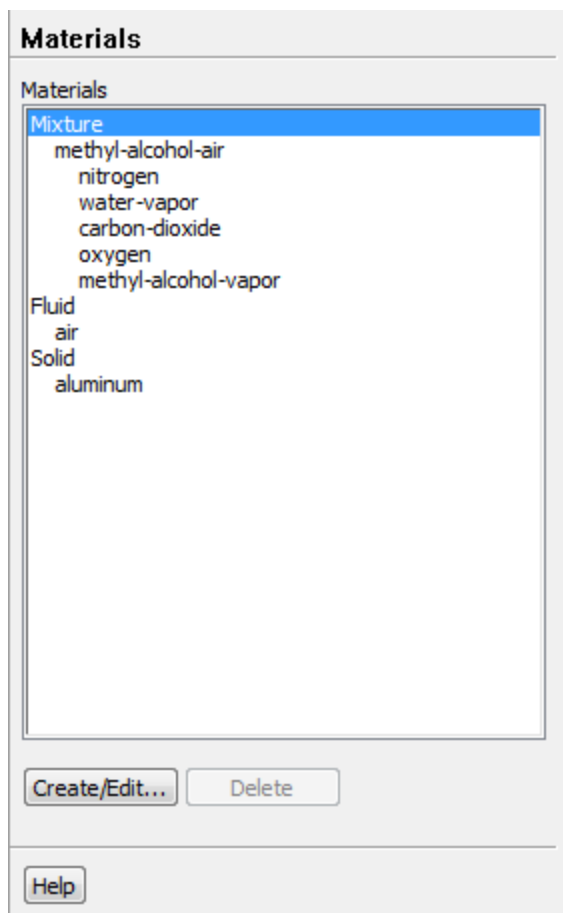 Materials
Materials
Mixture
methyl-alcohol-air
nitrogen
water-vapor
carbon-dioxide
oxygen
methyl-alcohol-vapor
Fluid
air
Solid
aluminum
Create/Edit... Delete
Help